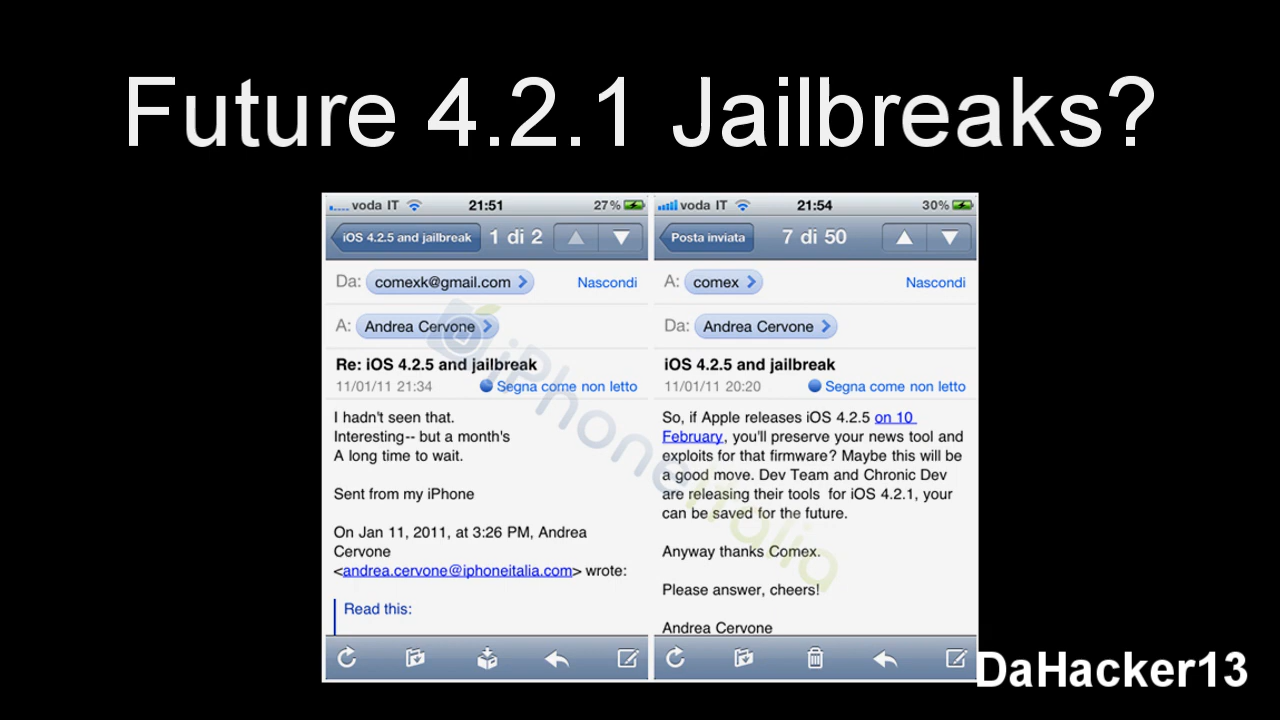 Future 4.2.1 Jailbreaks?
voda IT 21:51 27%
iOS 4.2.5 and jailbreak 1 di 2
Da: comexk@gmail.com Nascondi
A: Andrea Cervone
Re: iOS 4.2.5 and jailbreak
11/01/11 21:34 Segna come non letto
I hadn't seen that.
Interesting-- but a month's
A long time to wait.
Sent from my iPhone
On Jan 11, 2011, at 3:26 PM, Andrea
Cervone
<andrea.cervone@iphoneitalia.com> wrote:
Read this:
voda IT 21:54 30%
Posta inviata 7 di 50
A: comex Nascondi
Da: Andrea Cervone
iOS 4.2.5 and jailbreak
11/01/11 20:20 Segna come non letto
So, if Apple releases iOS 4.2.5 on 10
February, you'll preserve your news tool and
exploits for that firmware? Maybe this will be
a good move. Dev Team and Chronic Dev
are releasing their tools for iOS 4.2.1, your
can be saved for the future.
Anyway thanks Comex.
Please answer, cheers!
Andrea Cervone
iPhoneitalia
DaHacker13